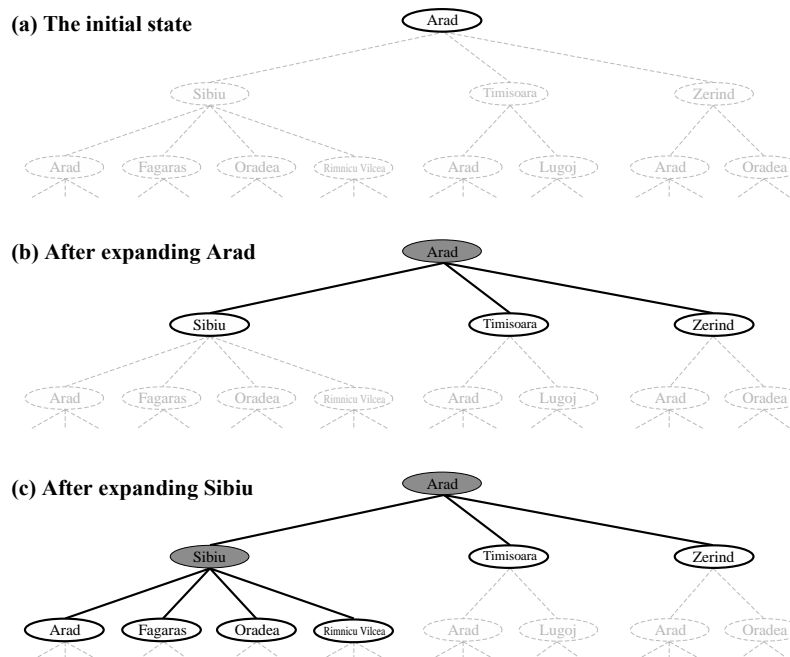 (a) The initial state
Arad
Sibiu Timisoara Zerind
Arad Fagaras Oradea Rimnicu Vilcea Arad Lugoj Arad Oradea
(b) After expanding Arad
Arad
Sibiu Timisoara Zerind
Arad Fagaras Oradea Rimnicu Vilcea Arad Lugoj Arad Oradea
(c) After expanding Sibiu
Arad
Sibiu Timisoara Zerind
Arad Fagaras Oradea Rimnicu Vilcea Arad Lugoj Arad Oradea